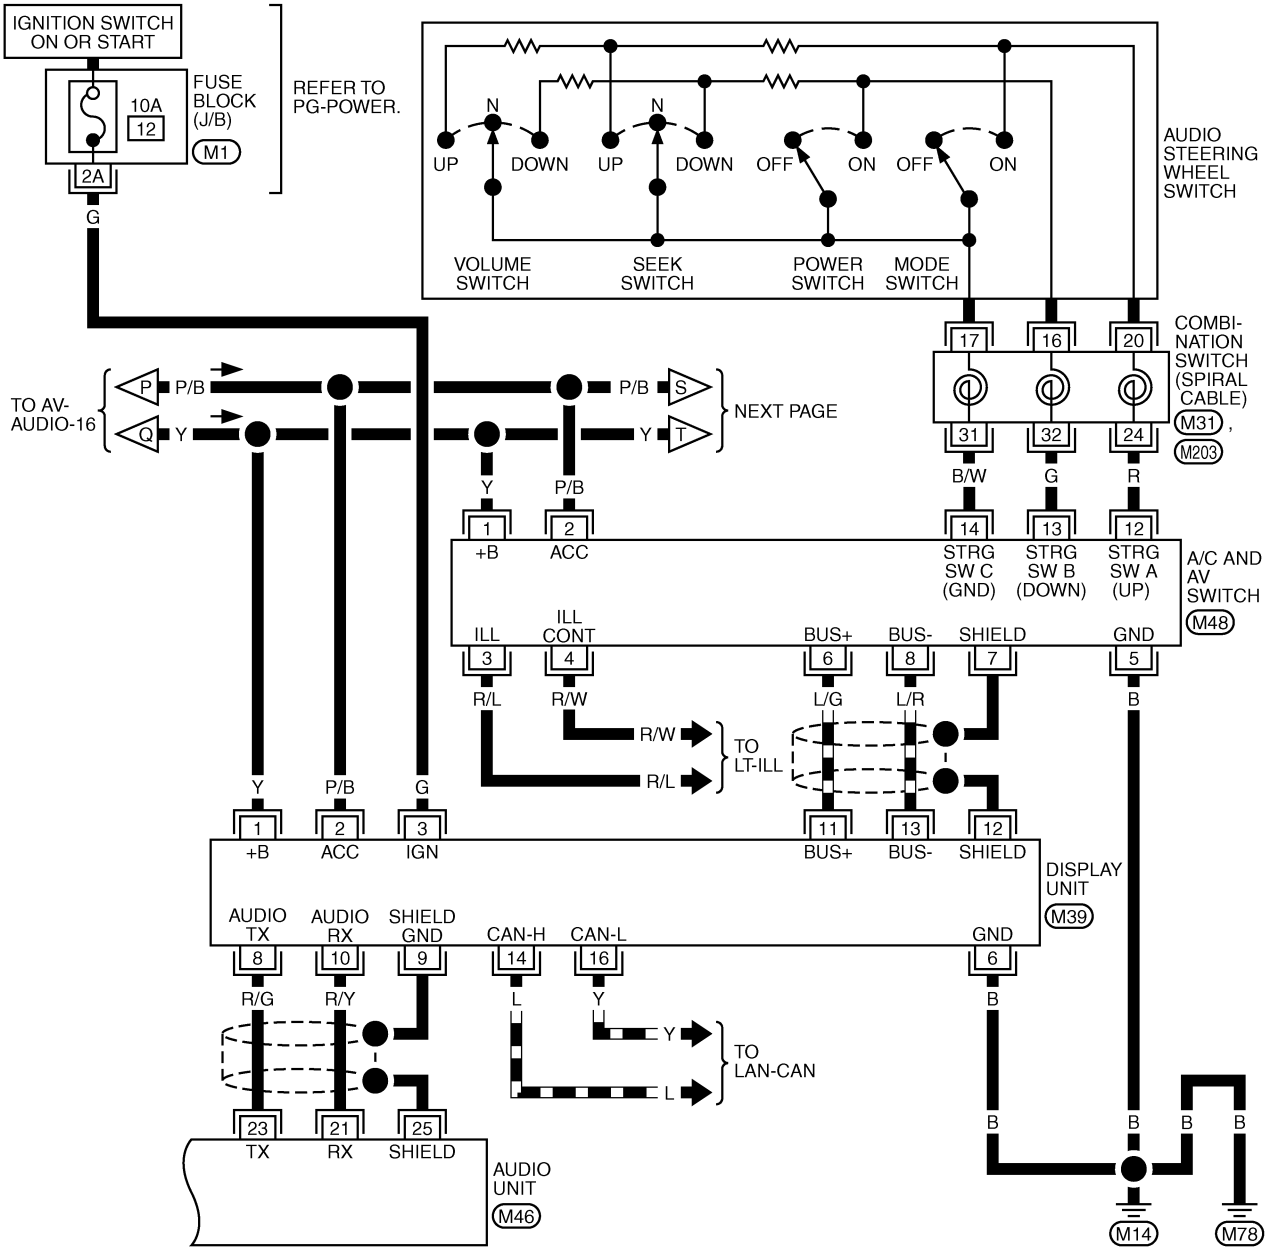 IGNITION SWITCH
ON OR START
10A
12
FUSE
BLOCK
(J/B)
M1
REFER TO
PG-POWER.
2A
G
N
N
UP
DOWN
UP
DOWN
OFF
ON
OFF
ON
VOLUME
SWITCH
SEEK
SWITCH
POWER
SWITCH
MODE
SWITCH
AUDIO
STEERING
WHEEL
SWITCH
17
16
20
COMBI-
NATION
SWITCH
(SPIRAL
CABLE)
M31 ,
M203
31
32
24
B/W
G
R
TO AV-
AUDIO-16
P
P/B
P/B
S
Q
Y
Y
T
NEXT PAGE
Y
P/B
1
2
14
13
12
+B
ACC
STRG
SW C
(GND)
STRG
SW B
(DOWN)
STRG
SW A
(UP)
A/C AND
AV
SWITCH
M48
ILL
ILL
CONT
BUS+
BUS-
SHIELD
GND
3
4
6
8
7
5
R/L
R/W
L/G
L/R
B
R/W
R/L
TO
LT-ILL
Y
P/B
G
1
2
3
11
13
12
+B
ACC
IGN
BUS+
BUS-
SHIELD
DISPLAY
UNIT
M39
AUDIO
TX
AUDIO
RX
SHIELD
GND
CAN-H
CAN-L
GND
8
10
9
14
16
6
R/G
R/Y
L
Y
B
Y
L
TO
LAN-CAN
23
21
25
TX
RX
SHIELD
AUDIO
UNIT
M46
B
B
B
B
M14
M78